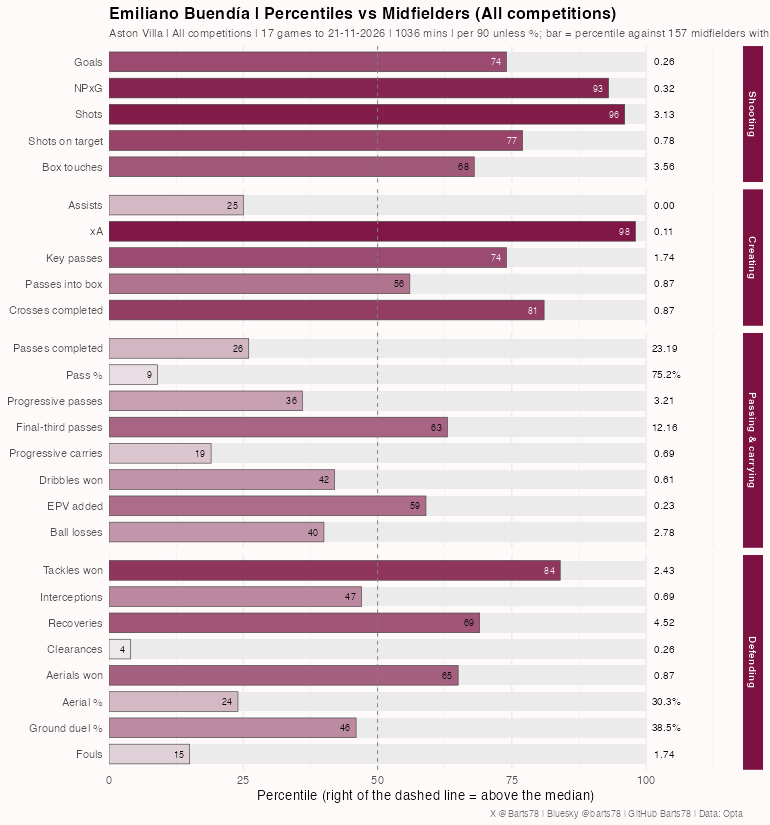 Emiliano Buendía | Percentiles vs Midfielders (All competitions)
Aston Villa | All competitions | 17 games to 21-11-2026 | 1036 mins | per 90 unless %; bar = percentile against 157 midfielders with
Goals 74 0.26
NPxG 93 0.32
Shots 96 3.13
Shots on target 77 0.78
Box touches 68 3.56
Shooting
Assists 25 0.00
xA 98 0.11
Key passes 74 1.74
Passes into box 56 0.87
Crosses completed 81 0.87
Creating
Passes completed 26 23.19
Pass % 9 75.2%
Progressive passes 36 3.21
Final-third passes 63 12.16
Progressive carries 19 0.69
Dribbles won 42 0.61
EPV added 59 0.23
Ball losses 40 2.78
Passing & carrying
Tackles won 84 2.43
Interceptions 47 0.69
Recoveries 69 4.52
Clearances 4 0.26
Aerials won 65 0.87
Aerial % 24 30.3%
Ground duel % 46 38.5%
Fouls 15 1.74
Defending
0 25 50 75 100
Percentile (right of the dashed line = above the median)
X @Barts78 | Bluesky @barts78 | GitHub Barts78 | Data: Opta